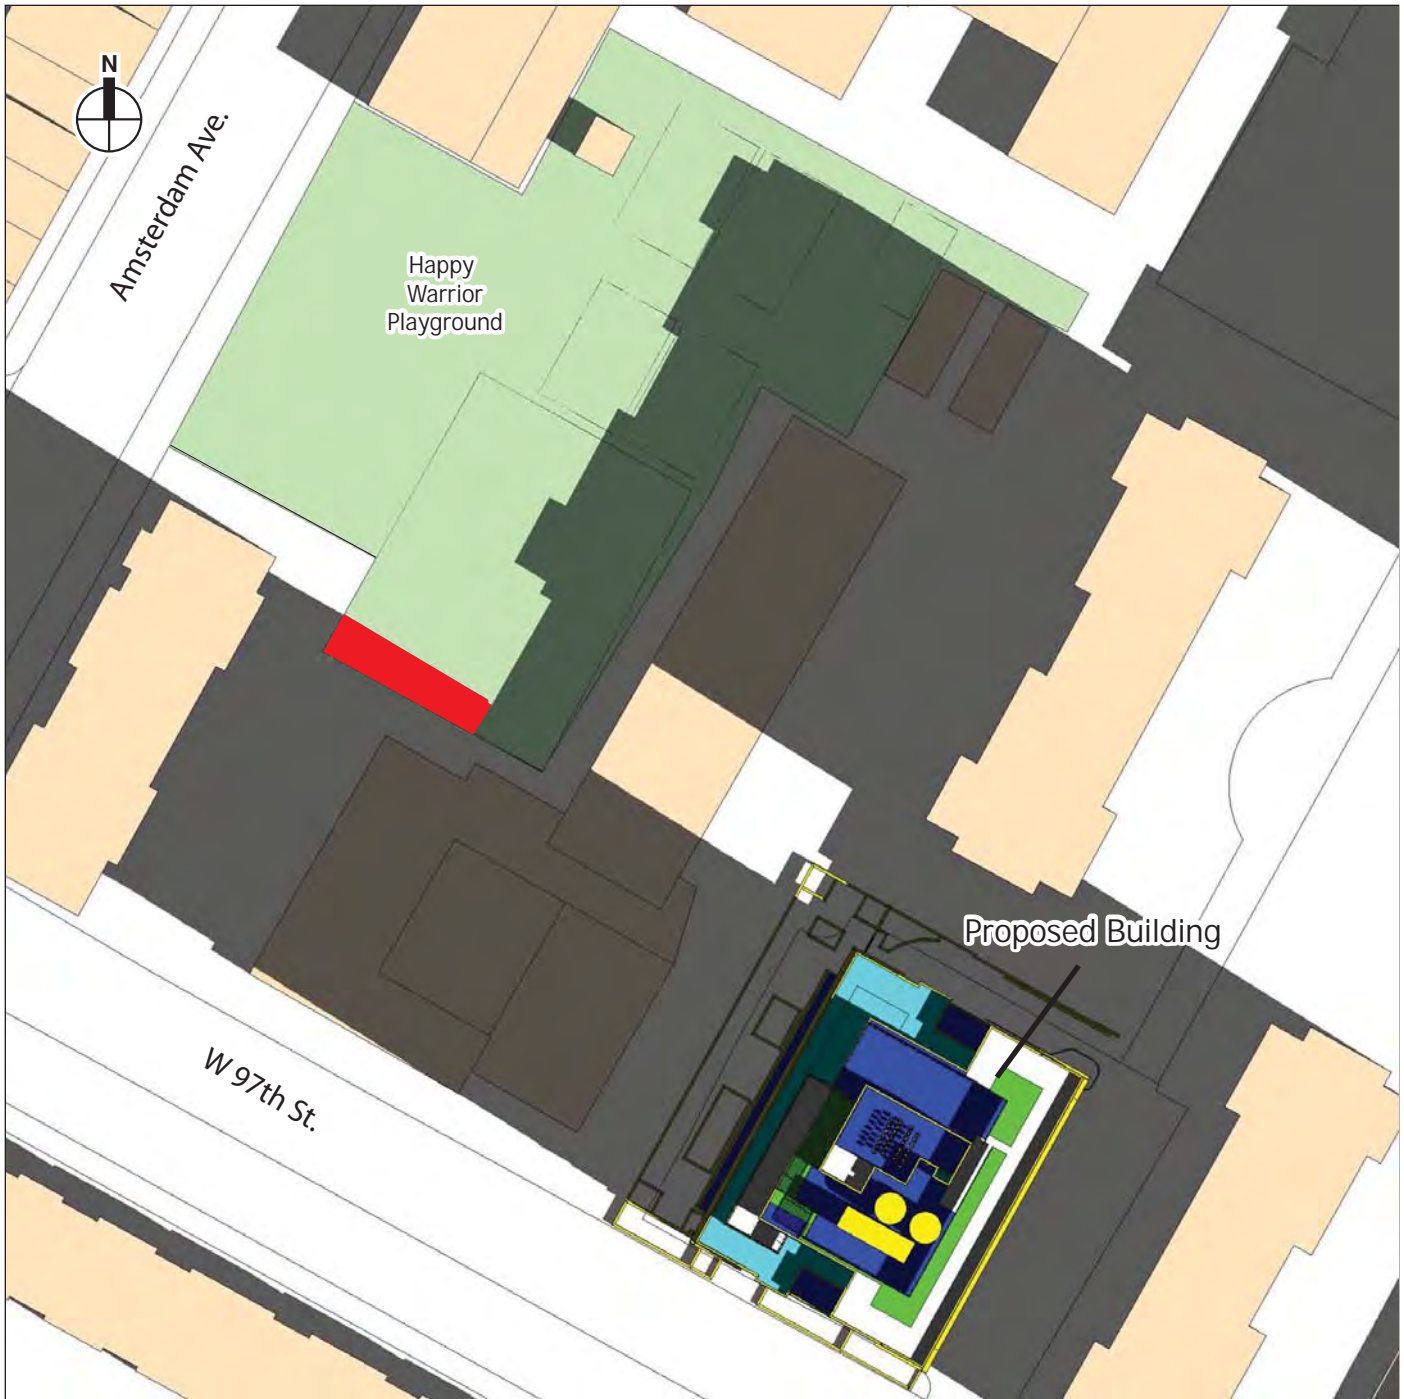 N
Amsterdam Ave.
Happy
Warrior
Playground
Proposed Building
W 97th St.